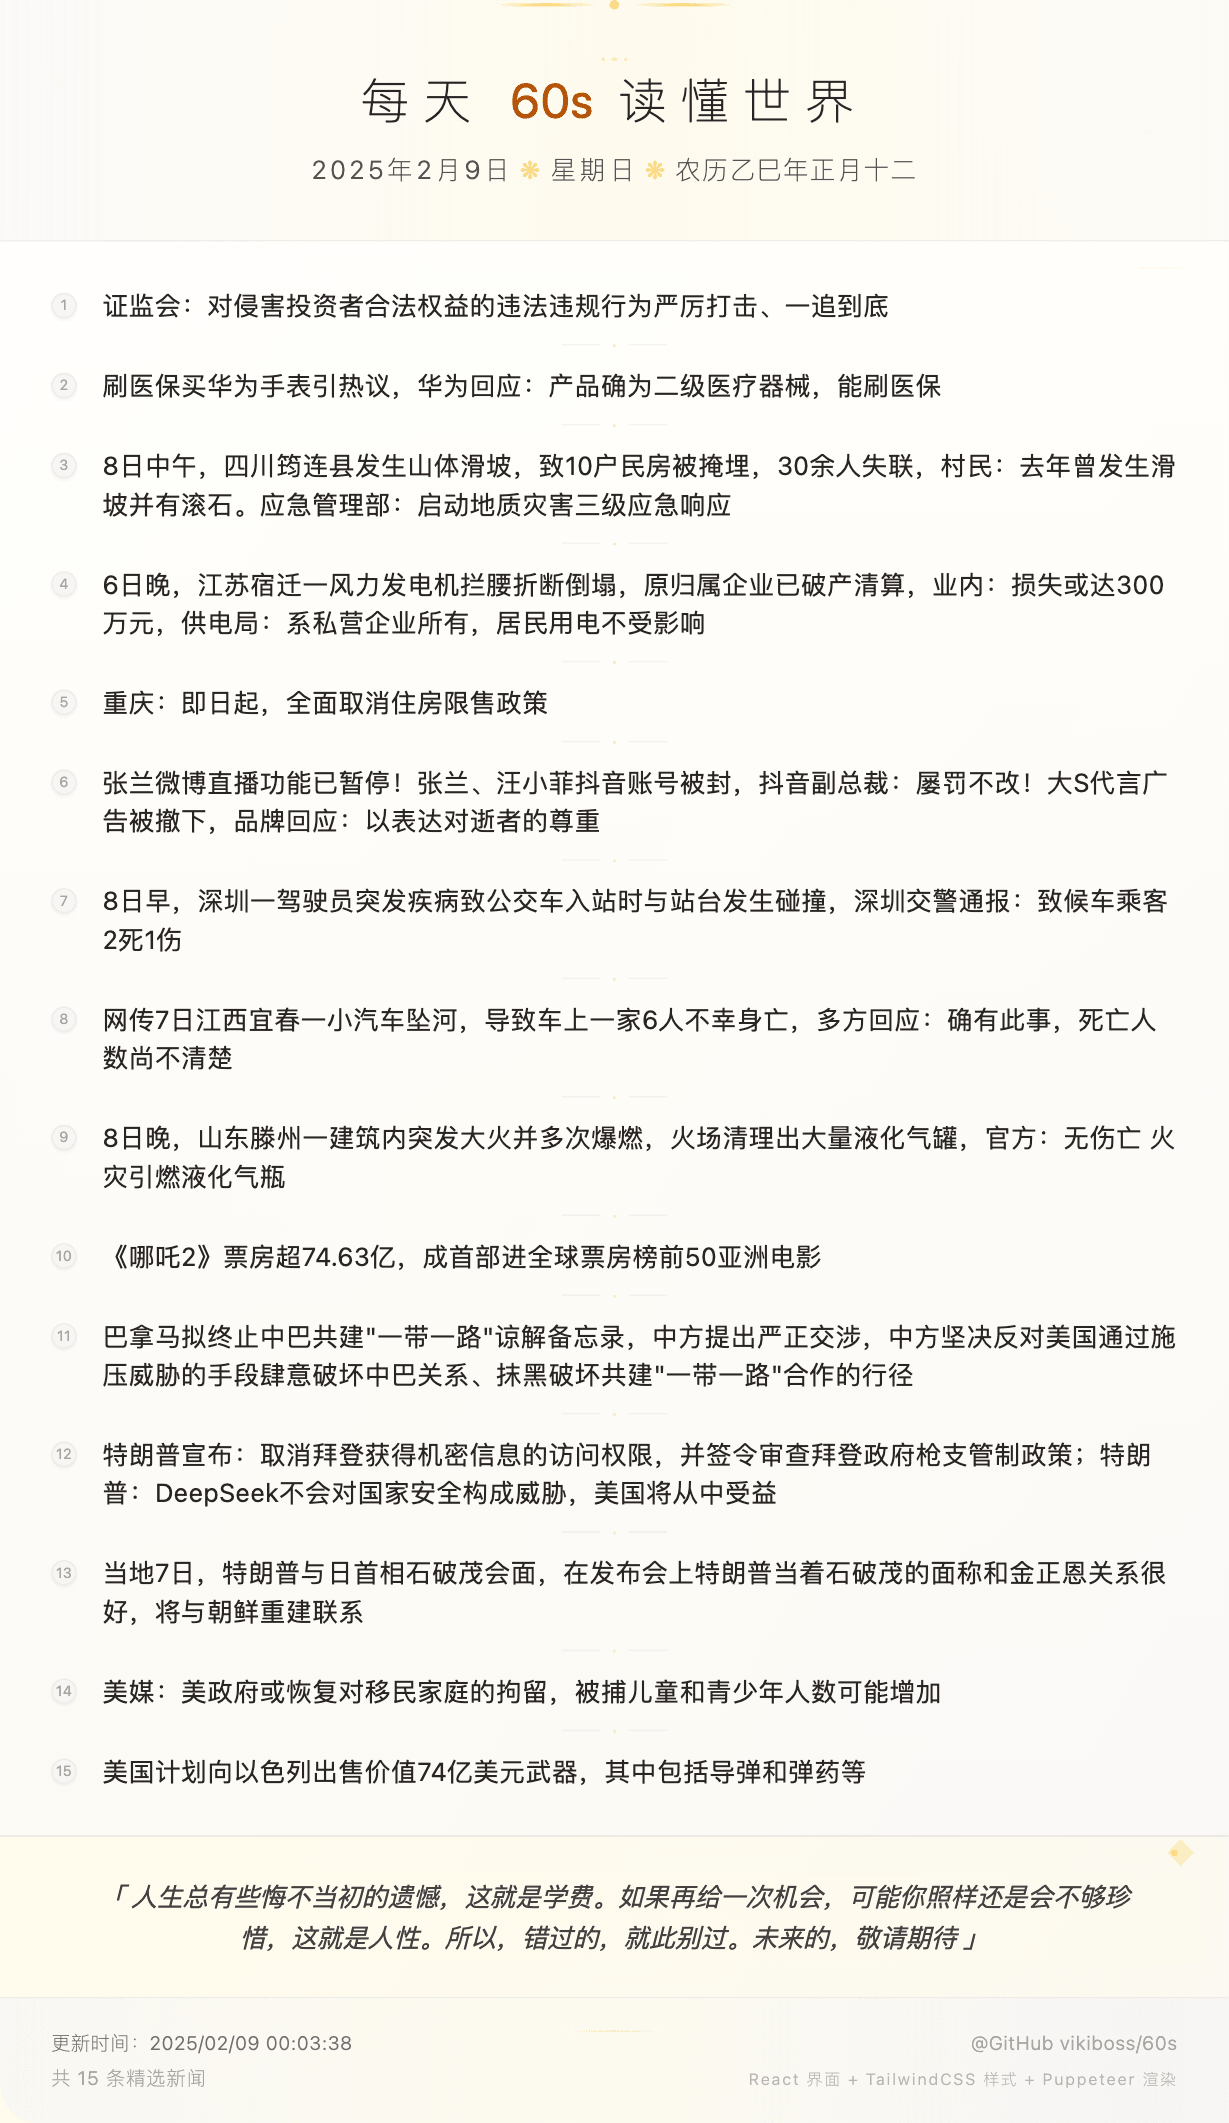 每天 60s 读懂世界
2025年2月9日 ❋ 星期日 ❋ 农历乙巳年正月十二
1 证监会：对侵害投资者合法权益的违法违规行为严厉打击、一追到底
2 刷医保买华为手表引热议，华为回应：产品确为二级医疗器械，能刷医保
3 8日中午，四川筠连县发生山体滑坡，致10户民房被掩埋，30余人失联，村民：去年曾发生滑
坡并有滚石。应急管理部：启动地质灾害三级应急响应
4 6日晚，江苏宿迁一风力发电机拦腰折断倒塌，原归属企业已破产清算，业内：损失或达300
万元，供电局：系私营企业所有，居民用电不受影响
5 重庆：即日起，全面取消住房限售政策
6 张兰微博直播功能已暂停！张兰、汪小菲抖音账号被封，抖音副总裁：屡罚不改！大S代言广
告被撤下，品牌回应：以表达对逝者的尊重
7 8日早，深圳一驾驶员突发疾病致公交车入站时与站台发生碰撞，深圳交警通报：致候车乘客
2死1伤
8 网传7日江西宜春一小汽车坠河，导致车上一家6人不幸身亡，多方回应：确有此事，死亡人
数尚不清楚
9 8日晚，山东滕州一建筑内突发大火并多次爆燃，火场清理出大量液化气罐，官方：无伤亡 火
灾引燃液化气瓶
10 《哪吒2》票房超74.63亿，成首部进全球票房榜前50亚洲电影
11 巴拿马拟终止中巴共建"一带一路"谅解备忘录，中方提出严正交涉，中方坚决反对美国通过施
压威胁的手段肆意破坏中巴关系、抹黑破坏共建"一带一路"合作的行径
12 特朗普宣布：取消拜登获得机密信息的访问权限，并签令审查拜登政府枪支管制政策；特朗
普：DeepSeek不会对国家安全构成威胁，美国将从中受益
13 当地7日，特朗普与日首相石破茂会面，在发布会上特朗普当着石破茂的面称和金正恩关系很
好，将与朝鲜重建联系
14 美媒：美政府或恢复对移民家庭的拘留，被捕儿童和青少年人数可能增加
15 美国计划向以色列出售价值74亿美元武器，其中包括导弹和弹药等
「 人生总有些悔不当初的遗憾，这就是学费。如果再给一次机会，可能你照样还是会不够珍
惜，这就是人性。所以，错过的，就此别过。未来的，敬请期待 」
更新时间：2025/02/09 00:03:38
@GitHub vikiboss/60s
共 15 条精选新闻
React 界面 + TailwindCSS 样式 + Puppeteer 渲染